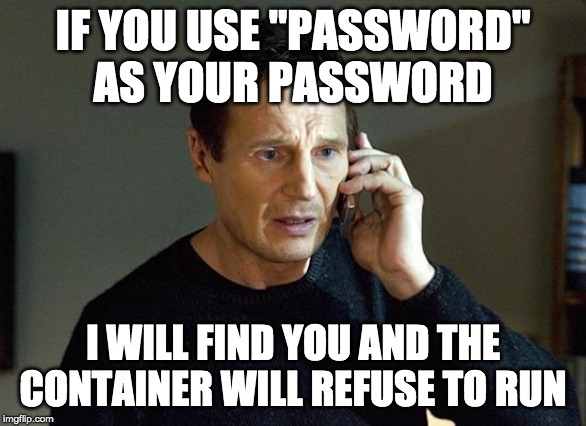 IF YOU USE "PASSWORD"
AS YOUR PASSWORD
I WILL FIND YOU AND THE
CONTAINER WILL REFUSE TO RUN
imgflip.com